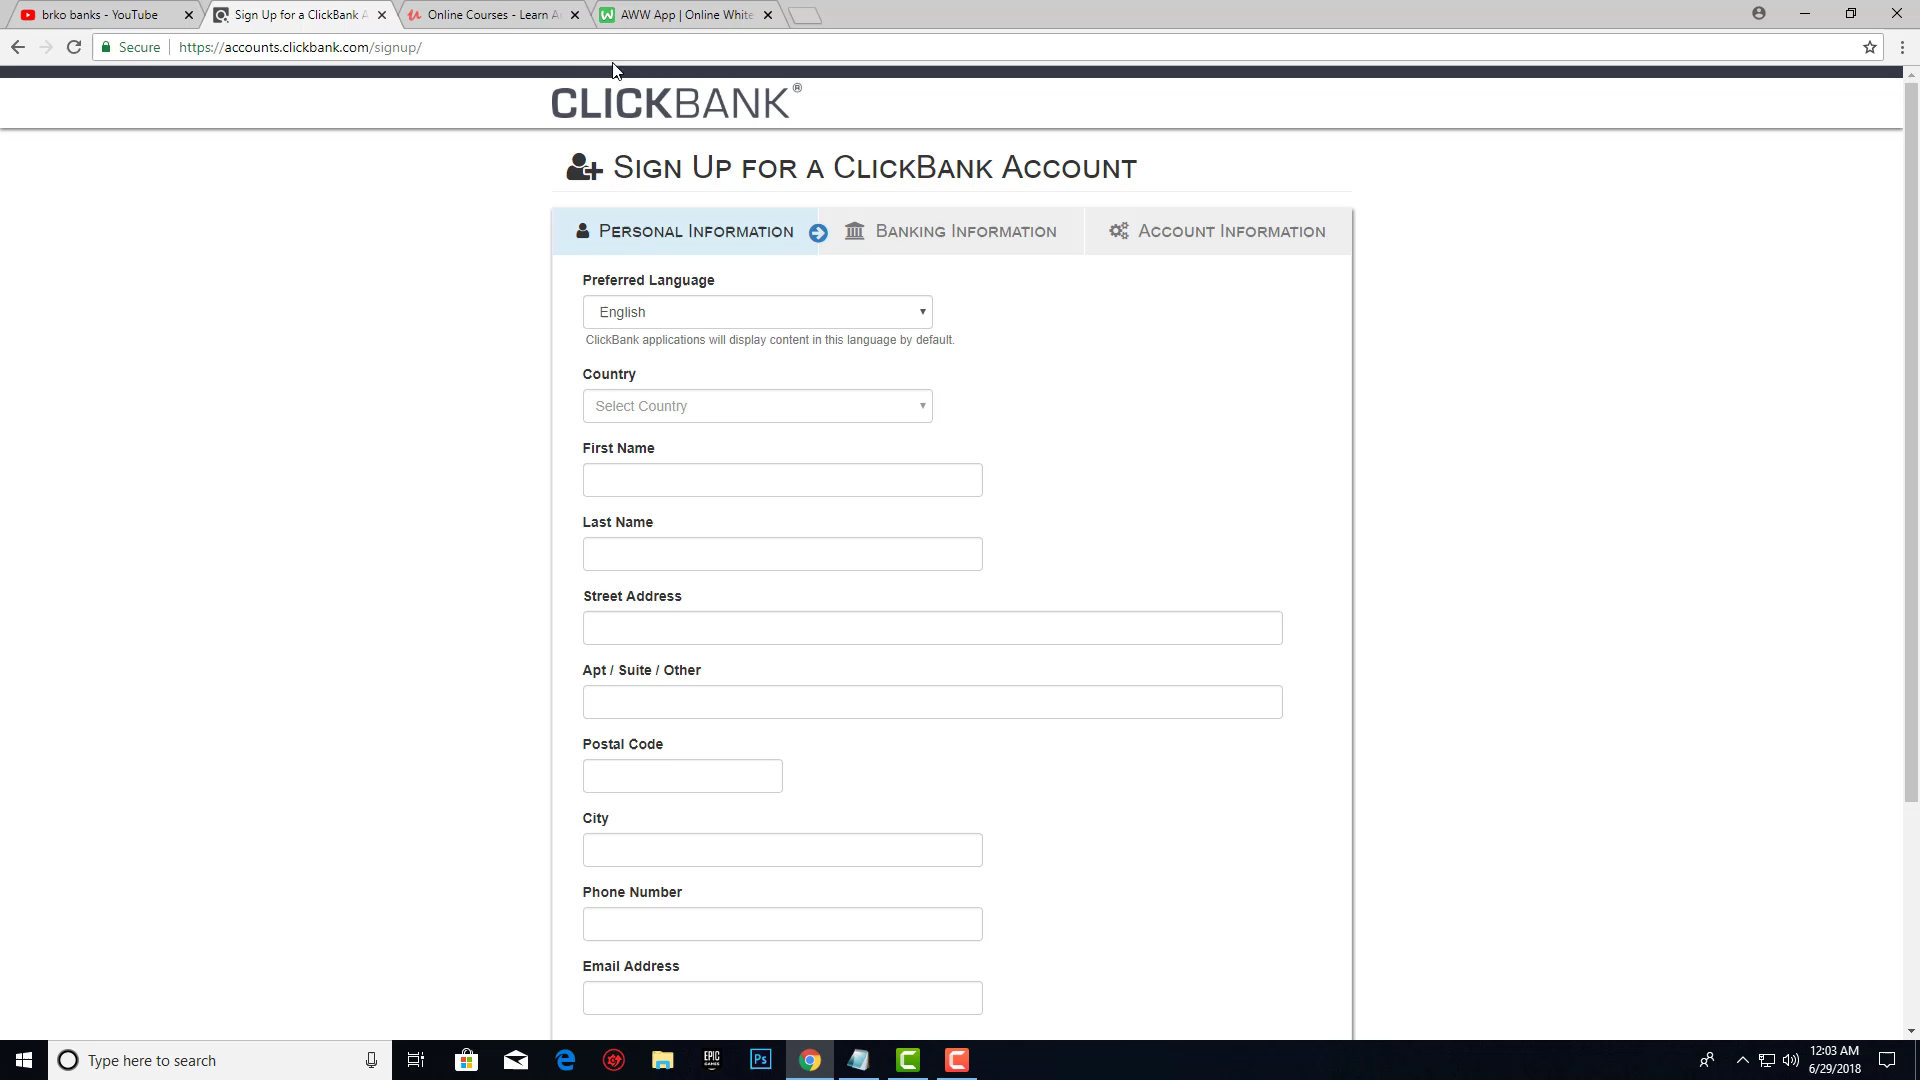 brko banks - YouTube
Sign Up for a ClickBank A
Online Courses - Learn A
AWW App | Online White
Secure
https://accounts.clickbank.com/signup/
CLICKBANK®
Sign Up for a ClickBank Account
Personal Information
Banking Information
Account Information
Preferred Language
English
ClickBank applications will display content in this language by default.
Country
Select Country
First Name
Last Name
Street Address
Apt / Suite / Other
Postal Code
City
Phone Number
Email Address
Type here to search
EPIC
GAMES
Ps
12:03 AM
6/29/2018